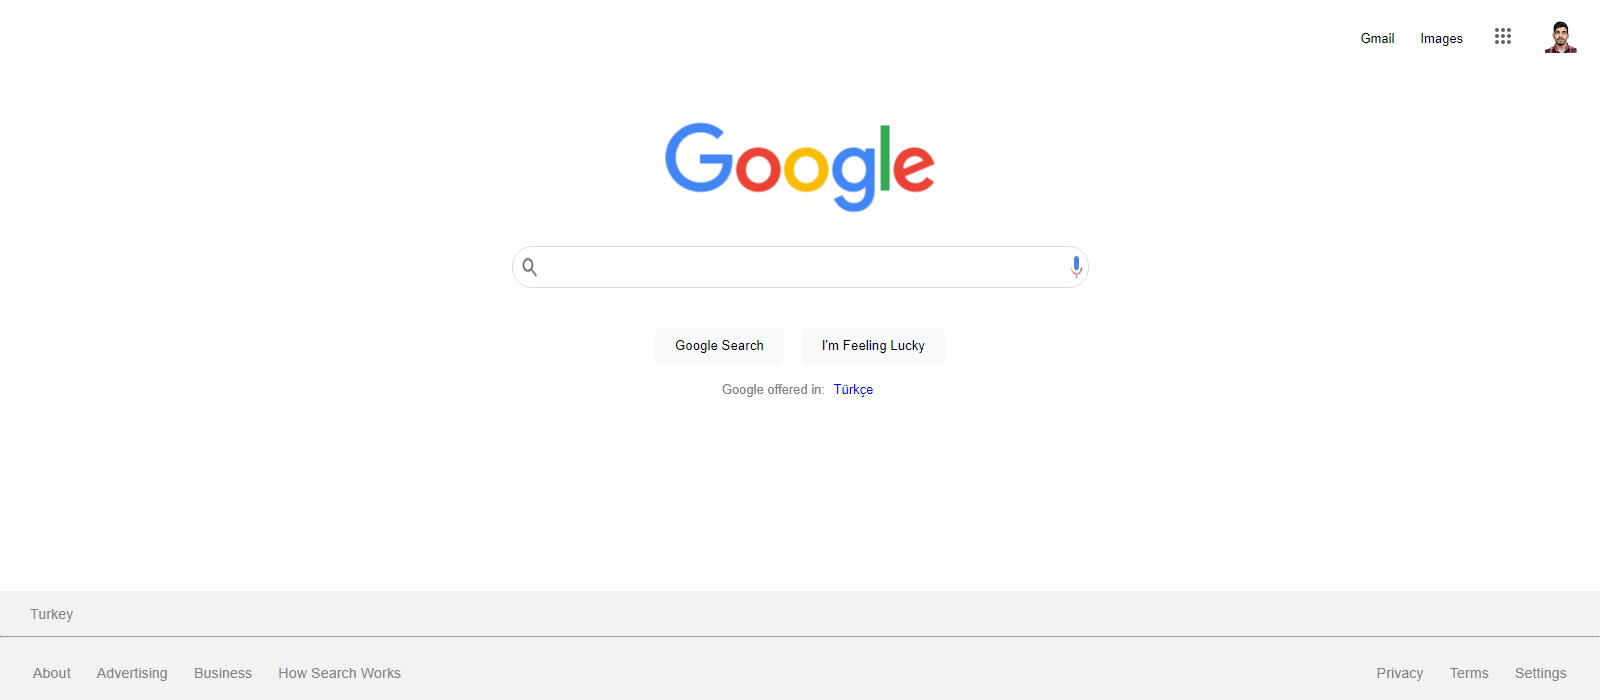 Gmail Images
Google
Google Search I'm Feeling Lucky
Google offered in: Türkçe
Turkey
About Advertising Business How Search Works Privacy Terms Settings